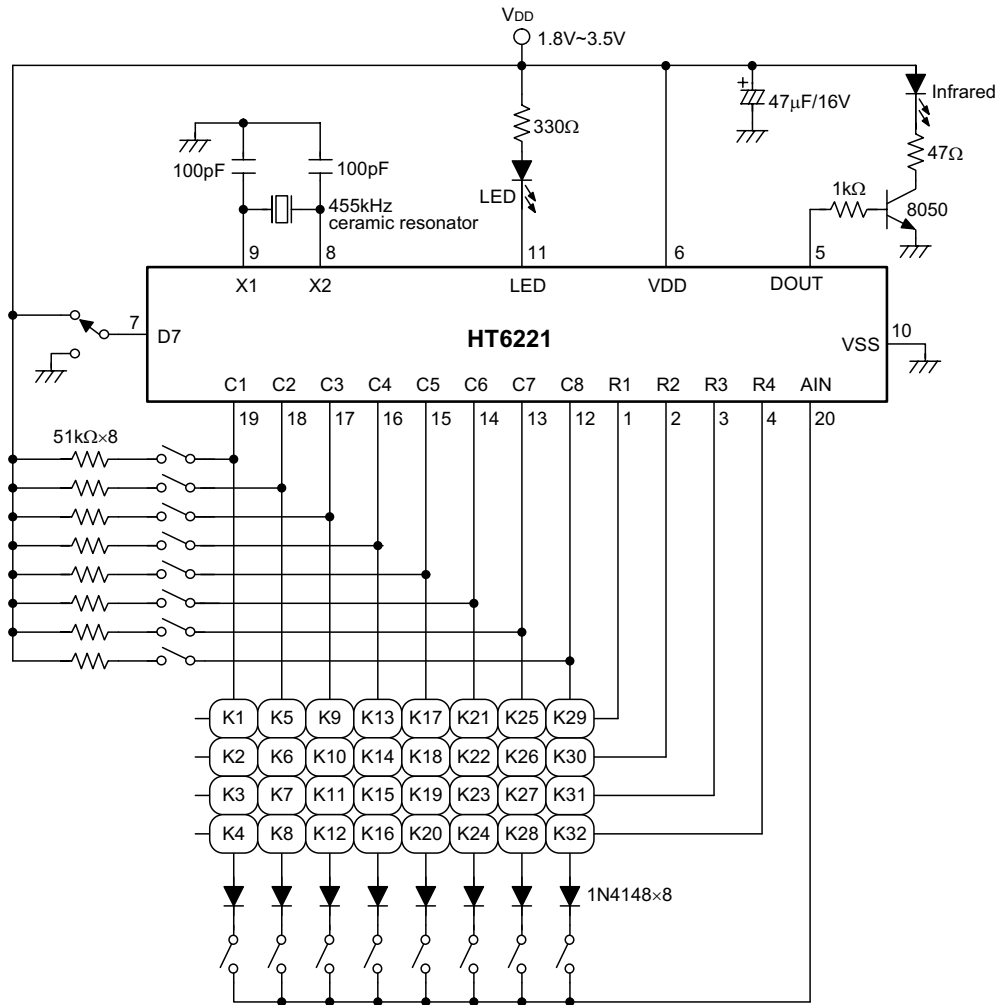 VDD
1.8V~3.5V
Infrared
47μF/16V
330Ω
47Ω
100pF
100pF
1kΩ
LED
8050
455kHz
ceramic resonator
9 8 11 6 5
X1 X2 LED VDD DOUT
7 D7
HT6221
10
VSS
C1 C2 C3 C4 C5 C6 C7 C8 R1 R2 R3 R4 AIN
19 18 17 16 15 14 13 12 1 2 3 4 20
51kΩ×8
K1 K5 K9 K13 K17 K21 K25 K29
K2 K6 K10 K14 K18 K22 K26 K30
K3 K7 K11 K15 K19 K23 K27 K31
K4 K8 K12 K16 K20 K24 K28 K32
1N4148×8